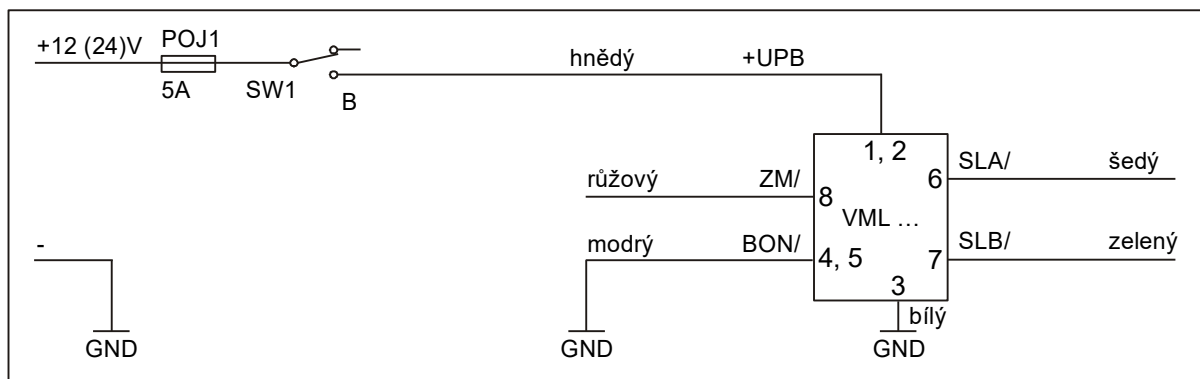 +12 (24)V
POJ1
5A
SW1
B
hnědý
+UPB
1, 2
růžový
ZM/
8
VML ...
6
SLA/
šedý
-
modrý
BON/
4, 5
7
SLB/
zelený
3
bílý
GND
GND
GND